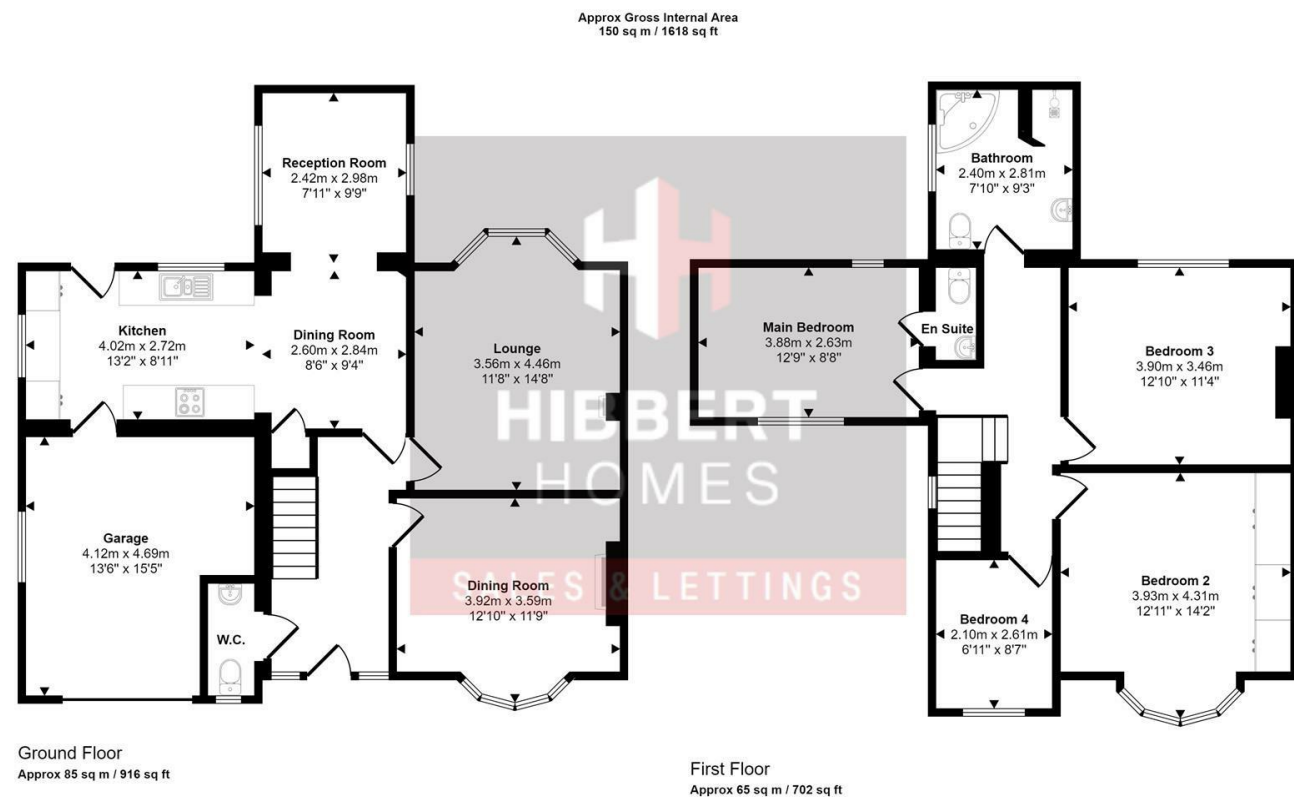 Approx Gross Internal Area
150 sq m / 1618 sq ft
Reception Room
2.42m x 2.98m
7'11" x 9'9"
Kitchen
4.02m x 2.72m
13'2" x 8'11"
Dining Room
2.60m x 2.84m
8'6" x 9'4"
Lounge
3.56m x 4.46m
11'8" x 14'8"
Garage
4.12m x 4.69m
13'6" x 15'5"
W.C.
Dining Room
3.92m x 3.59m
12'10" x 11'9"
Ground Floor
Approx 85 sq m / 916 sq ft
HIBBERT
HOMES
SALES & LETTINGS
Bathroom
2.40m x 2.81m
7'10" x 9'3"
Main Bedroom
3.88m x 2.63m
12'9" x 8'8"
En Suite
Bedroom 3
3.90m x 3.46m
12'10" x 11'4"
Bedroom 4
2.10m x 2.61m
6'11" x 8'7"
Bedroom 2
3.93m x 4.31m
12'11" x 14'2"
First Floor
Approx 65 sq m / 702 sq ft